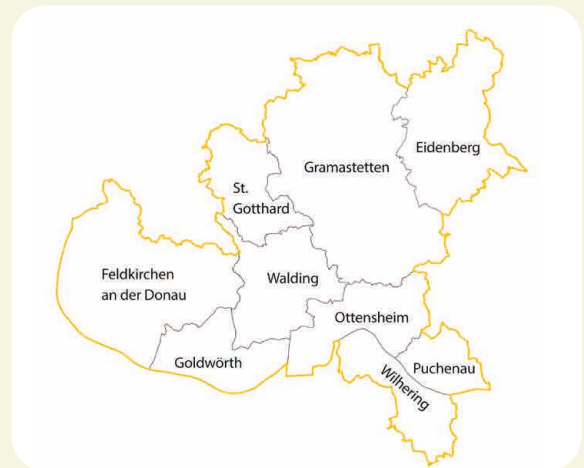 Eidenberg
Gramastetten
St.
Gotthard
Feldkirchen
an der Donau
Walding
Ottensheim
Goldwörth
Puchenau
Wilhering